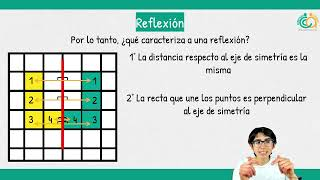 Reflexión
Por lo tanto, ¿qué caracteriza a una reflexión?
1° La distancia respecto al eje de simetría es la
misma
1 1
2 2
3 4 4 3
2° La recta que une los puntos es perpendicular
al eje de simetría